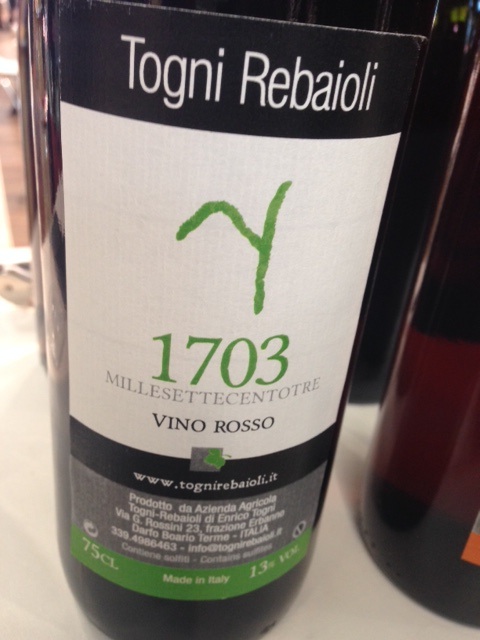 Togni Rebaioli
1703
MILLESETTECENTOTRE
VINO ROSSO
www.tognirebaioli.it
Prodotto da Azienda Agricola
Togni-Rebaioli di Enrico Togni
Via G. Rossini 23, frazione Erbanno
Darfo Boario Terme - ITALIA
339.4986463 - info@tognirebaioli.it
Contiene solfiti - Contains sulfites
75CL
Made in Italy
13% VOL